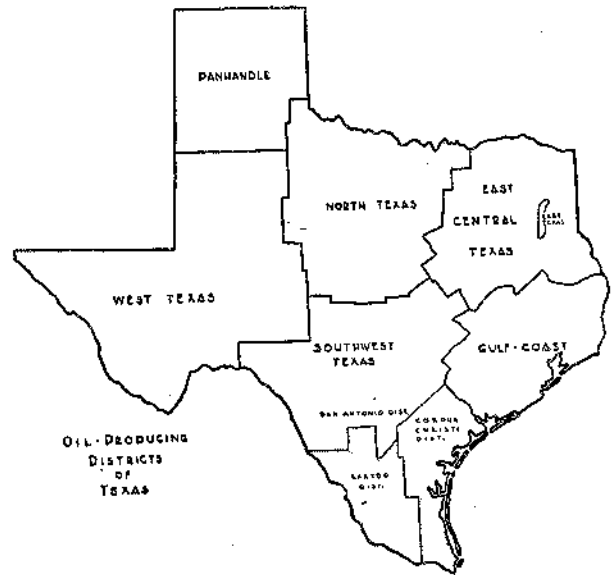 PANHANDLE
NORTH TEXAS
EAST
CENTRAL
TEXAS
EAST
TEXAS
WEST TEXAS
SOUTHWEST
TEXAS
GULF-COAST
SAN ANTONIO DIST.
CORPUS
CHRISTI
DIST.
LAREDO
DIST.
OIL-PRODUCING
DISTRICTS
OF
TEXAS